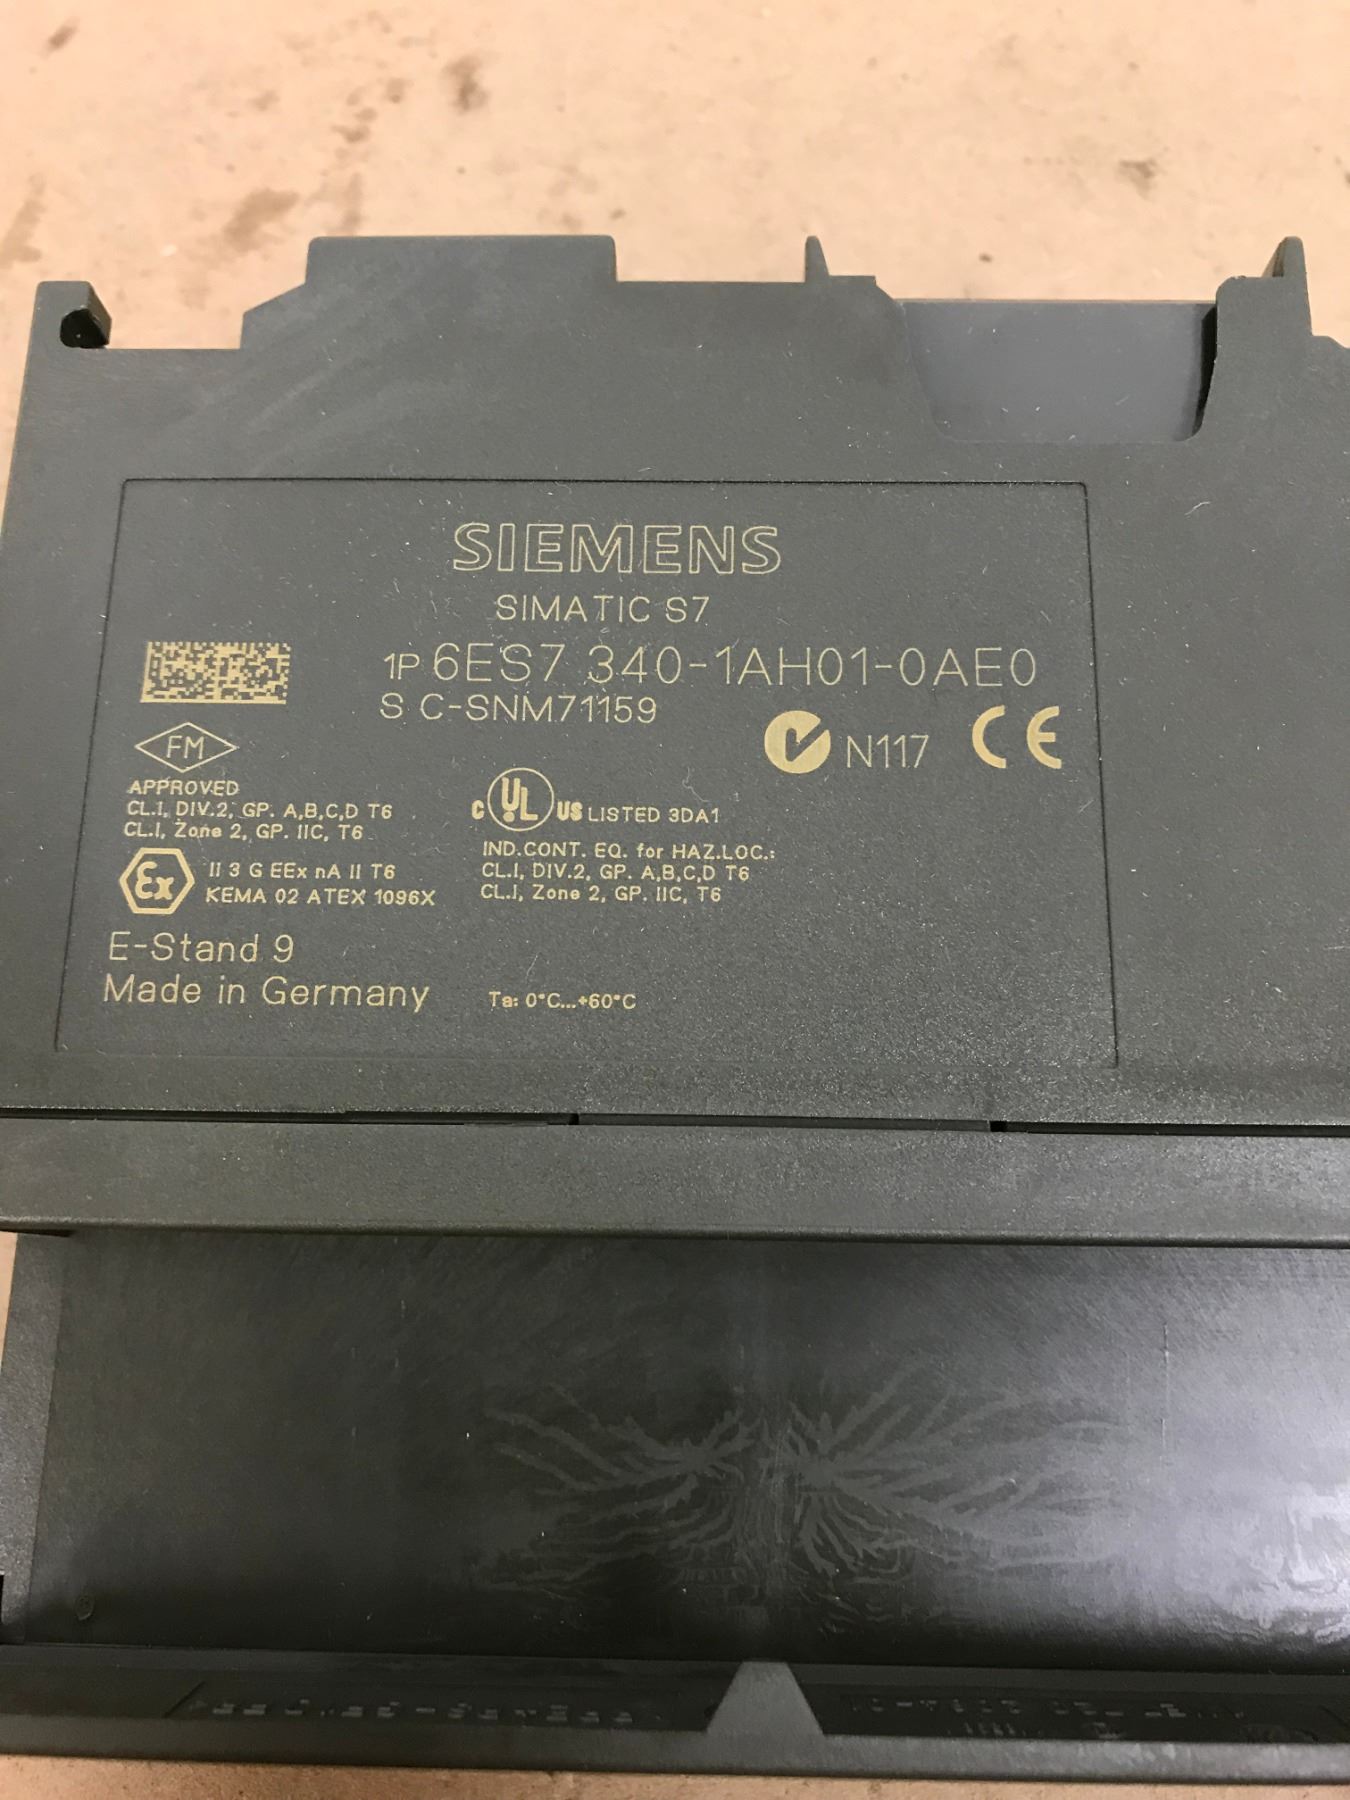 SIEMENS
SIMATIC S7
1P 6ES7 340-1AH01-0AE0
S C-SNM71159
N117 CE
FM
APPROVED
CL.I, DIV.2, GP. A,B,C,D T6
CL.I, Zone 2, GP. IIC, T6
Ex II 3 G EEx nA II T6
KEMA 02 ATEX 1096X
C UL US LISTED 3DA1
IND.CONT. EQ. for HAZ.LOC.:
CL.I, DIV.2, GP. A,B,C,D T6
CL.I, Zone 2, GP. IIC, T6
E-Stand 9
Made in Germany
Ta: 0°C...+60°C